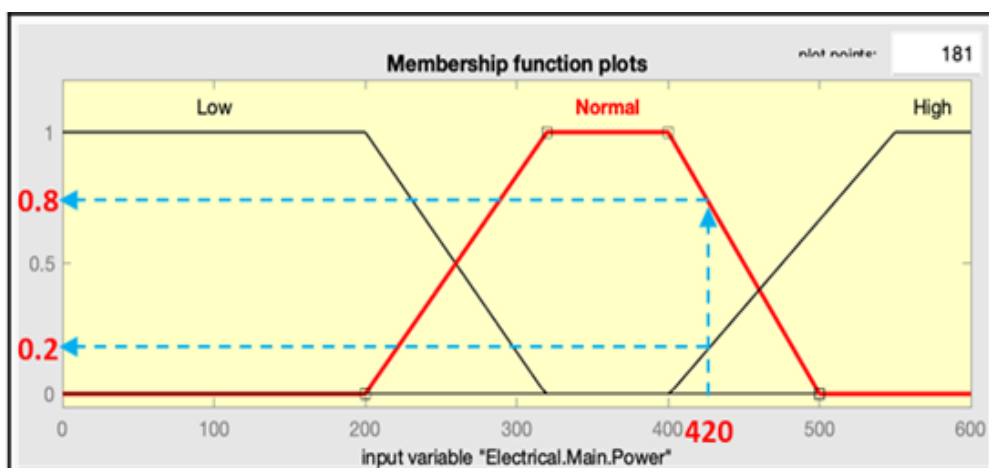 plot points: 181
Membership function plots
Low Normal High
1
0.8
0.5
0.2
0
0 100 200 300 400 420 500 600
input variable "Electrical.Main.Power"